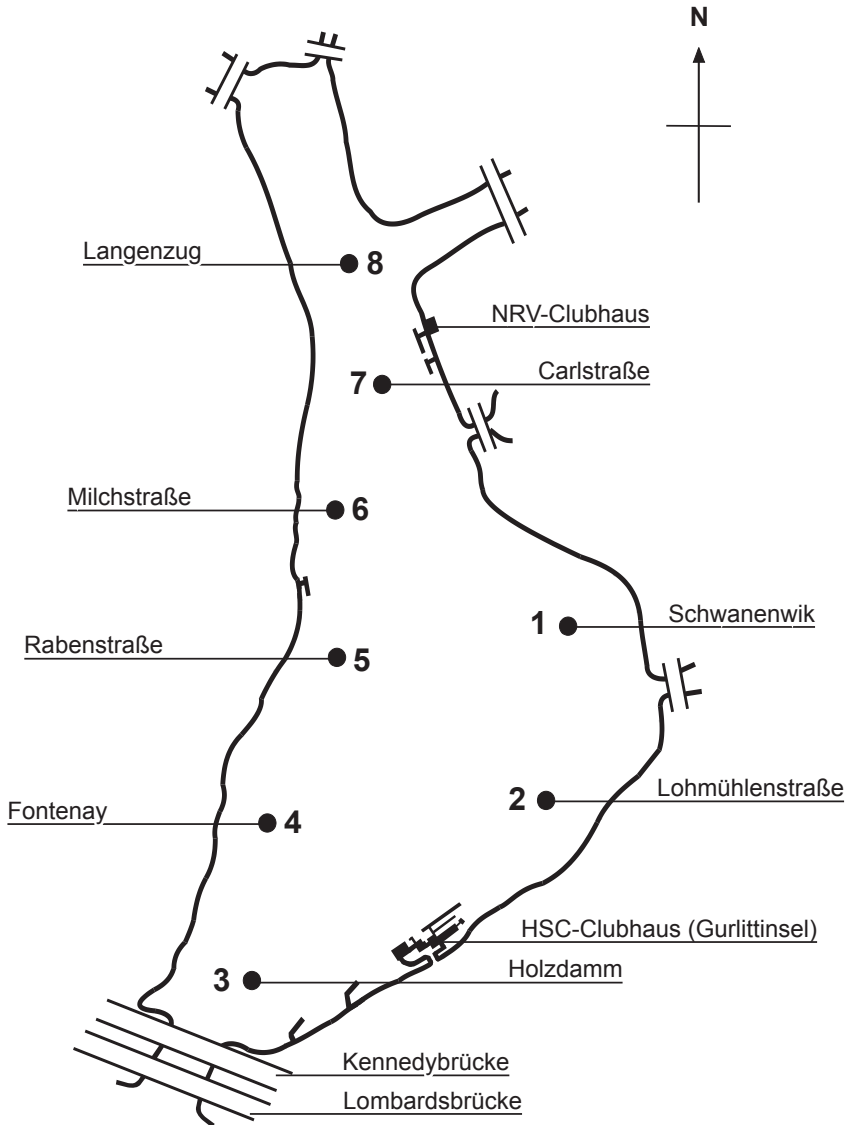 N
Langenzug
8
NRV-Clubhaus
7
Carlstraße
Milchstraße
6
1
Schwanenwik
Rabenstraße
5
2
Lohmühlenstraße
Fontenay
4
HSC-Clubhaus (Gurlittinsel)
3
Holzdamm
Kennedybrücke
Lombardsbrücke